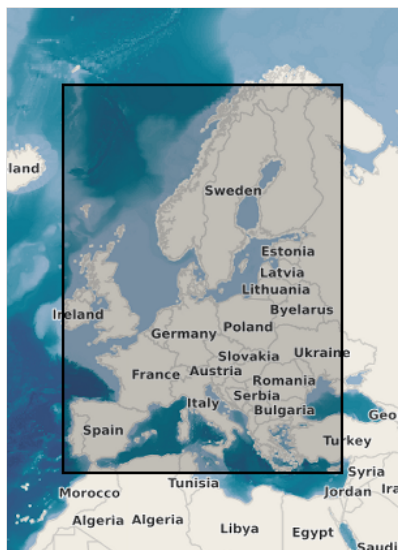 land
Sweden
Estonia
Latvia
Lithuania
Ireland
Byelarus
Germany
Poland
Slovakia
Ukraine
France
Austria
Romania
Italy
Serbia
Bulgaria
Spain
Geo
Turkey
Syria
Tunisia
Morocco
Jordan
Ira
Algeria
Algeria
Libya
Egypt
Saudi